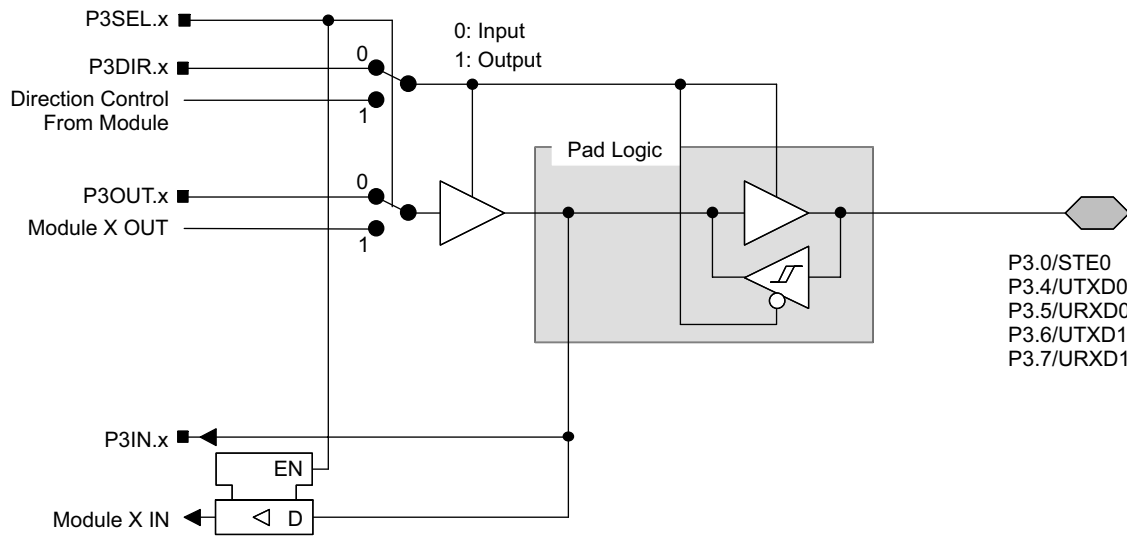 P3SEL.x
0: Input
1: Output
0
P3DIR.x
Direction Control
From Module
1
Pad Logic
P3OUT.x
0
Module X OUT
1
P3.0/STE0
P3.4/UTXD0
P3.5/URXD0
P3.6/UTXD1
P3.7/URXD1
P3IN.x
EN
Module X IN
D